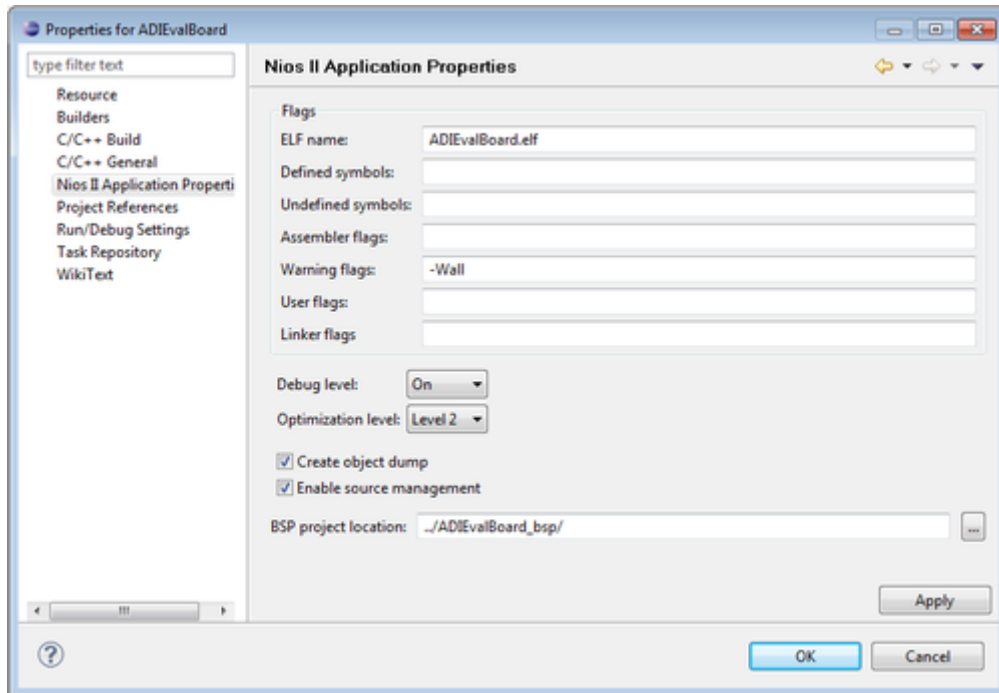 Properties for ADIEvalBoard
type filter text
Resource
Builders
C/C++ Build
C/C++ General
Nios II Application Properti
Project References
Run/Debug Settings
Task Repository
WikiText
Nios II Application Properties
Flags
ELF name: ADIEvalBoard.elf
Defined symbols:
Undefined symbols:
Assembler flags:
Warning flags: -Wall
User flags:
Linker flags
Debug level: On
Optimization level: Level 2
Create object dump
Enable source management
BSP project location: ../ADIEvalBoard_bsp/ ...
Apply
OK Cancel